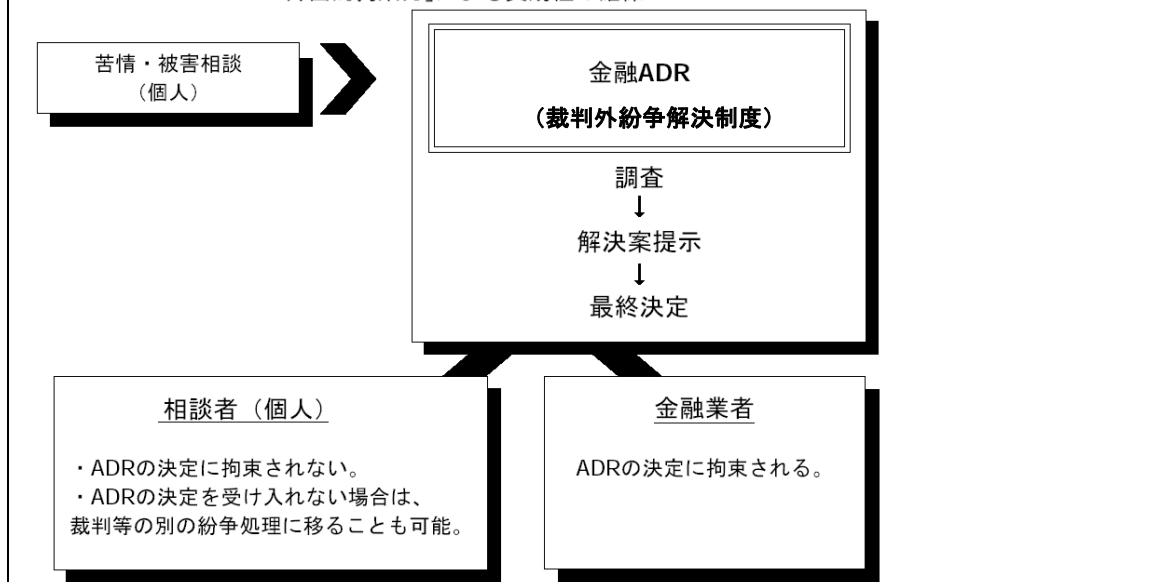 苦情・被害相談
（個人）
金融ADR
（裁判外紛争解決制度）
調査
↓
解決案提示
↓
最終決定
相談者（個人）
・ADRの決定に拘束されない。
・ADRの決定を受け入れない場合は、
裁判等の別の紛争処理に移ることも可能。
金融業者
ADRの決定に拘束される。